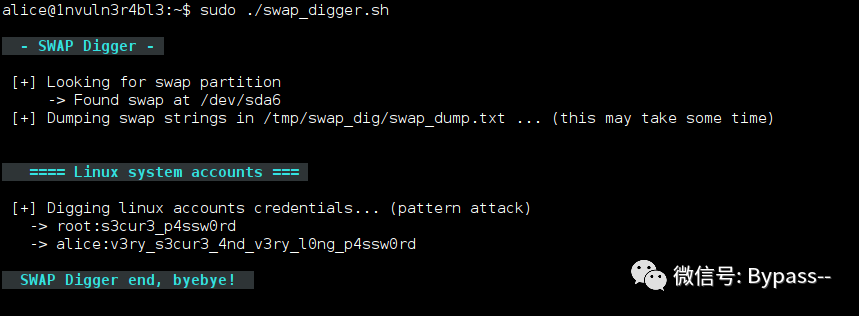 alice@1nvuln3r4bl3:~$ sudo ./swap_digger.sh
- SWAP Digger -
[+] Looking for swap partition
-> Found swap at /dev/sda6
[+] Dumping swap strings in /tmp/swap_dig/swap_dump.txt ... (this may take some time)
==== Linux system accounts ===
[+] Digging linux accounts credentials... (pattern attack)
-> root:s3cur3_p4ssw0rd
-> alice:v3ry_s3cur3_4nd_v3ry_l0ng_p4ssw0rd
SWAP Digger end, byebye!
微信号: Bypass--